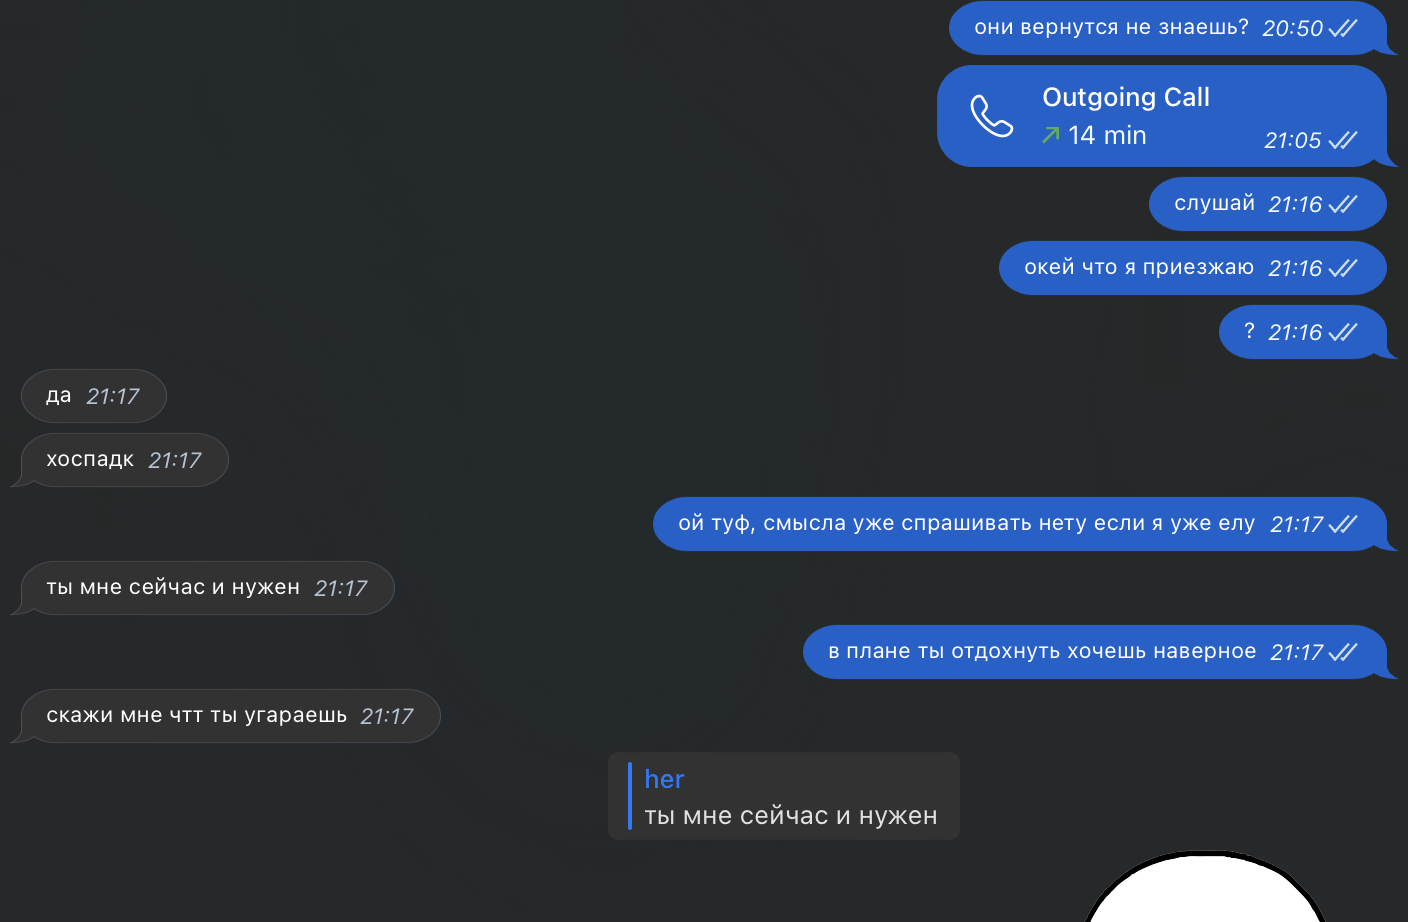 они вернутся не знаешь? 20:50
Outgoing Call
14 min 21:05
слушай 21:16
окей что я приезжаю 21:16
? 21:16
да 21:17
хоспадк 21:17
ой туф, смысла уже спрашивать нету если я уже елу 21:17
ты мне сейчас и нужен 21:17
в плане ты отдохнуть хочешь наверное 21:17
скажи мне чтт ты угараешь 21:17
her
ты мне сейчас и нужен